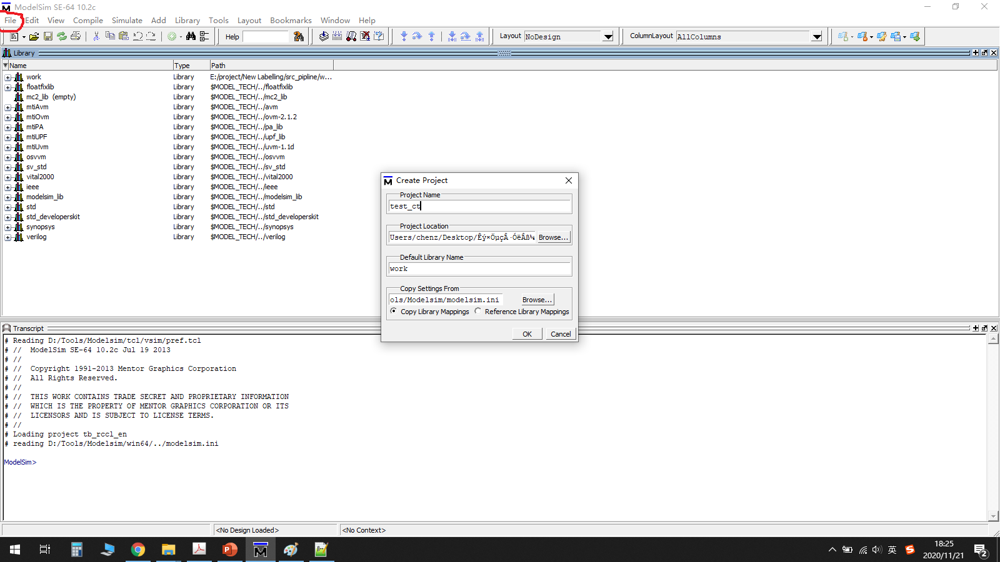 ModelSim SE-64 10.2c
File Edit View Compile Simulate Add Library Tools Layout Bookmarks Window Help
Help Layout NoDesign ColumnLayout AllColumns
Library
Name Type Path
work Library E:/project/New Labelling/src_pipline/w...
floatfixlib Library $MODEL_TECH/../floatfixlib
mc2_lib (empty) Library $MODEL_TECH/../mc2_lib
mtiAvm Library $MODEL_TECH/../avm
mtiOvm Library $MODEL_TECH/../ovm-2.1.2
mtiPA Library $MODEL_TECH/../pa_lib
mtiUPF Library $MODEL_TECH/../upf_lib
mtiUvm Library $MODEL_TECH/../uvm-1.1d
osvvm Library $MODEL_TECH/../osvvm
sv_std Library $MODEL_TECH/../sv_std
vital2000 Library $MODEL_TECH/../vital2000
ieee Library $MODEL_TECH/../ieee
modelsim_lib Library $MODEL_TECH/../modelsim_lib
std Library $MODEL_TECH/../std
std_developerskit Library $MODEL_TECH/../std_developerskit
synopsys Library $MODEL_TECH/../synopsys
verilog Library $MODEL_TECH/../verilog
Create Project
Project Name
test_ct
Project Location
Users/chenz/Desktop/Êý×ÖµçÂ·ÓëÂß¼ Browse...
Default Library Name
work
Copy Settings From
ols/Modelsim/modelsim.ini Browse...
Copy Library Mappings Reference Library Mappings
OK Cancel
Transcript
# Reading D:/Tools/Modelsim/tcl/vsim/pref.tcl
# // ModelSim SE-64 10.2c Jul 19 2013
# //
# // Copyright 1991-2013 Mentor Graphics Corporation
# // All Rights Reserved.
# //
# // THIS WORK CONTAINS TRADE SECRET AND PROPRIETARY INFORMATION
# // WHICH IS THE PROPERTY OF MENTOR GRAPHICS CORPORATION OR ITS
# // LICENSORS AND IS SUBJECT TO LICENSE TERMS.
# //
# Loading project tb_rccl_en
# reading D:/Tools/Modelsim/win64/../modelsim.ini
ModelSim>
<No Design Loaded> <No Context>
英 18:25
2020/11/21 2